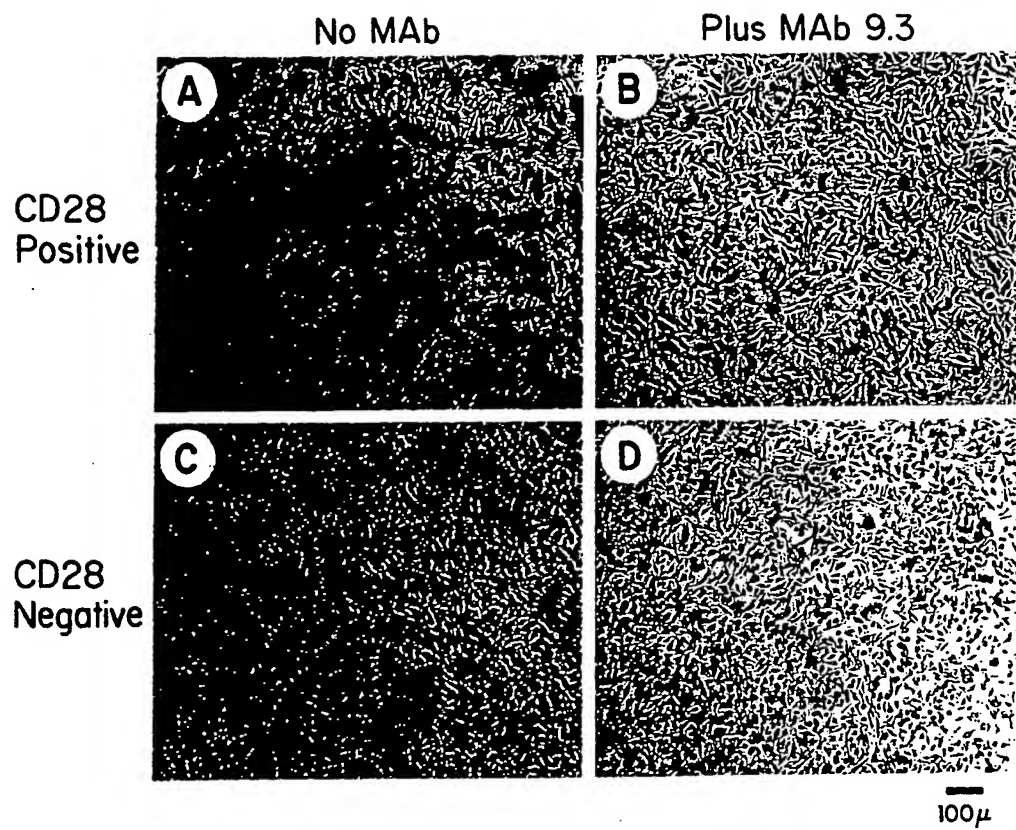 No MAb
Plus MAb 9.3
A
B
CD28
Positive
C
D
CD28
Negative
100μ